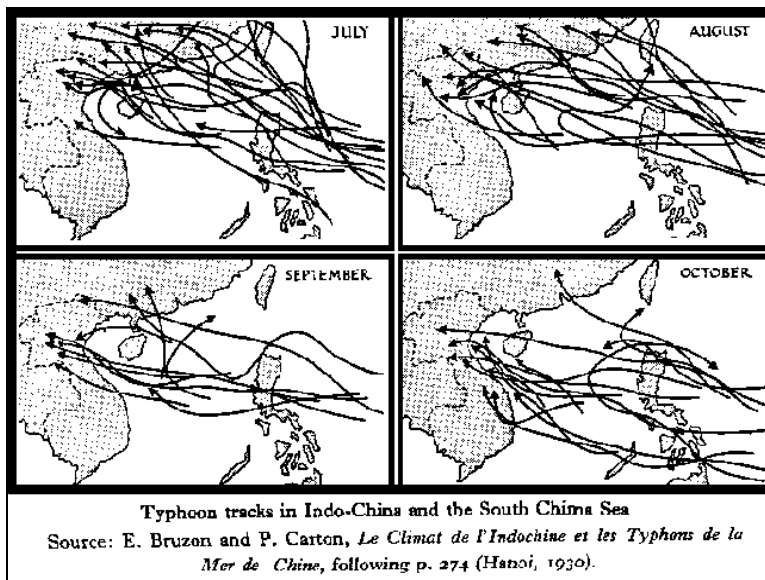 JULY
AUGUST
SEPTEMBER
OCTOBER
Typhoon tracks in Indo-China and the South China Sea
Source: E. Bruzon and P. Carton, Le Climat de l'Indochine et les Typhons de la
Mer de Chine, following p. 274 (Hanoi, 1930).